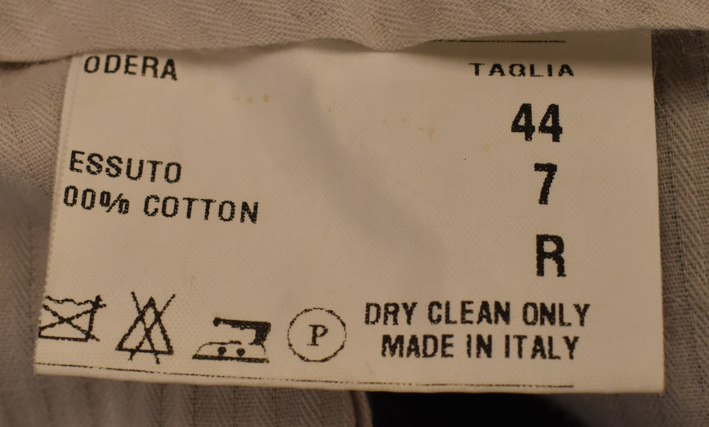 ODERA
TAGLIA
44
7
R
ESSUTO
00% COTTON
P
DRY CLEAN ONLY
MADE IN ITALY